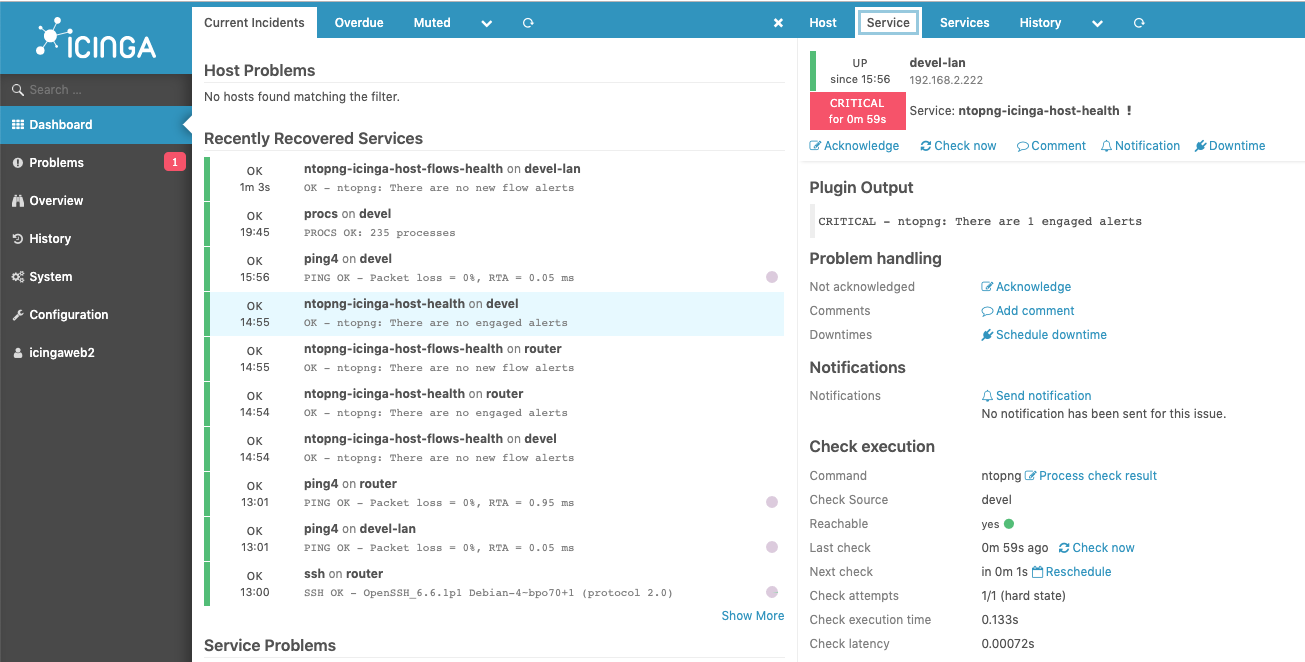 ICINGA
Search ...
Dashboard
Problems 1
Overview
History
System
Configuration
icingaweb2
Current Incidents Overdue Muted
Host Problems
No hosts found matching the filter.
Recently Recovered Services
OK ntopng-icinga-host-flows-health on devel-lan
1m 3s OK - ntopng: There are no new flow alerts
OK procs on devel
19:45 PROCS OK: 235 processes
OK ping4 on devel
15:56 PING OK - Packet loss = 0%, RTA = 0.05 ms
OK ntopng-icinga-host-health on devel
14:55 OK - ntopng: There are no engaged alerts
OK ntopng-icinga-host-flows-health on router
14:55 OK - ntopng: There are no new flow alerts
OK ntopng-icinga-host-health on router
14:54 OK - ntopng: There are no engaged alerts
OK ntopng-icinga-host-flows-health on devel
14:54 OK - ntopng: There are no new flow alerts
OK ping4 on router
13:01 PING OK - Packet loss = 0%, RTA = 0.95 ms
OK ping4 on devel-lan
13:01 PING OK - Packet loss = 0%, RTA = 0.05 ms
OK ssh on router
13:00 SSH OK - OpenSSH_6.6.1p1 Debian-4~bpo70+1 (protocol 2.0)
Show More
Service Problems
Host Service Services History
UP devel-lan
since 15:56 192.168.2.222
CRITICAL
for 0m 59s
Service: ntopng-icinga-host-health !
Acknowledge Check now Comment Notification Downtime
Plugin Output
CRITICAL - ntopng: There are 1 engaged alerts
Problem handling
Not acknowledged Acknowledge
Comments Add comment
Downtimes Schedule downtime
Notifications
Notifications Send notification
No notification has been sent for this issue.
Check execution
Command ntopng Process check result
Check Source devel
Reachable yes
Last check 0m 59s ago Check now
Next check in 0m 1s Reschedule
Check attempts 1/1 (hard state)
Check execution time 0.133s
Check latency 0.00072s